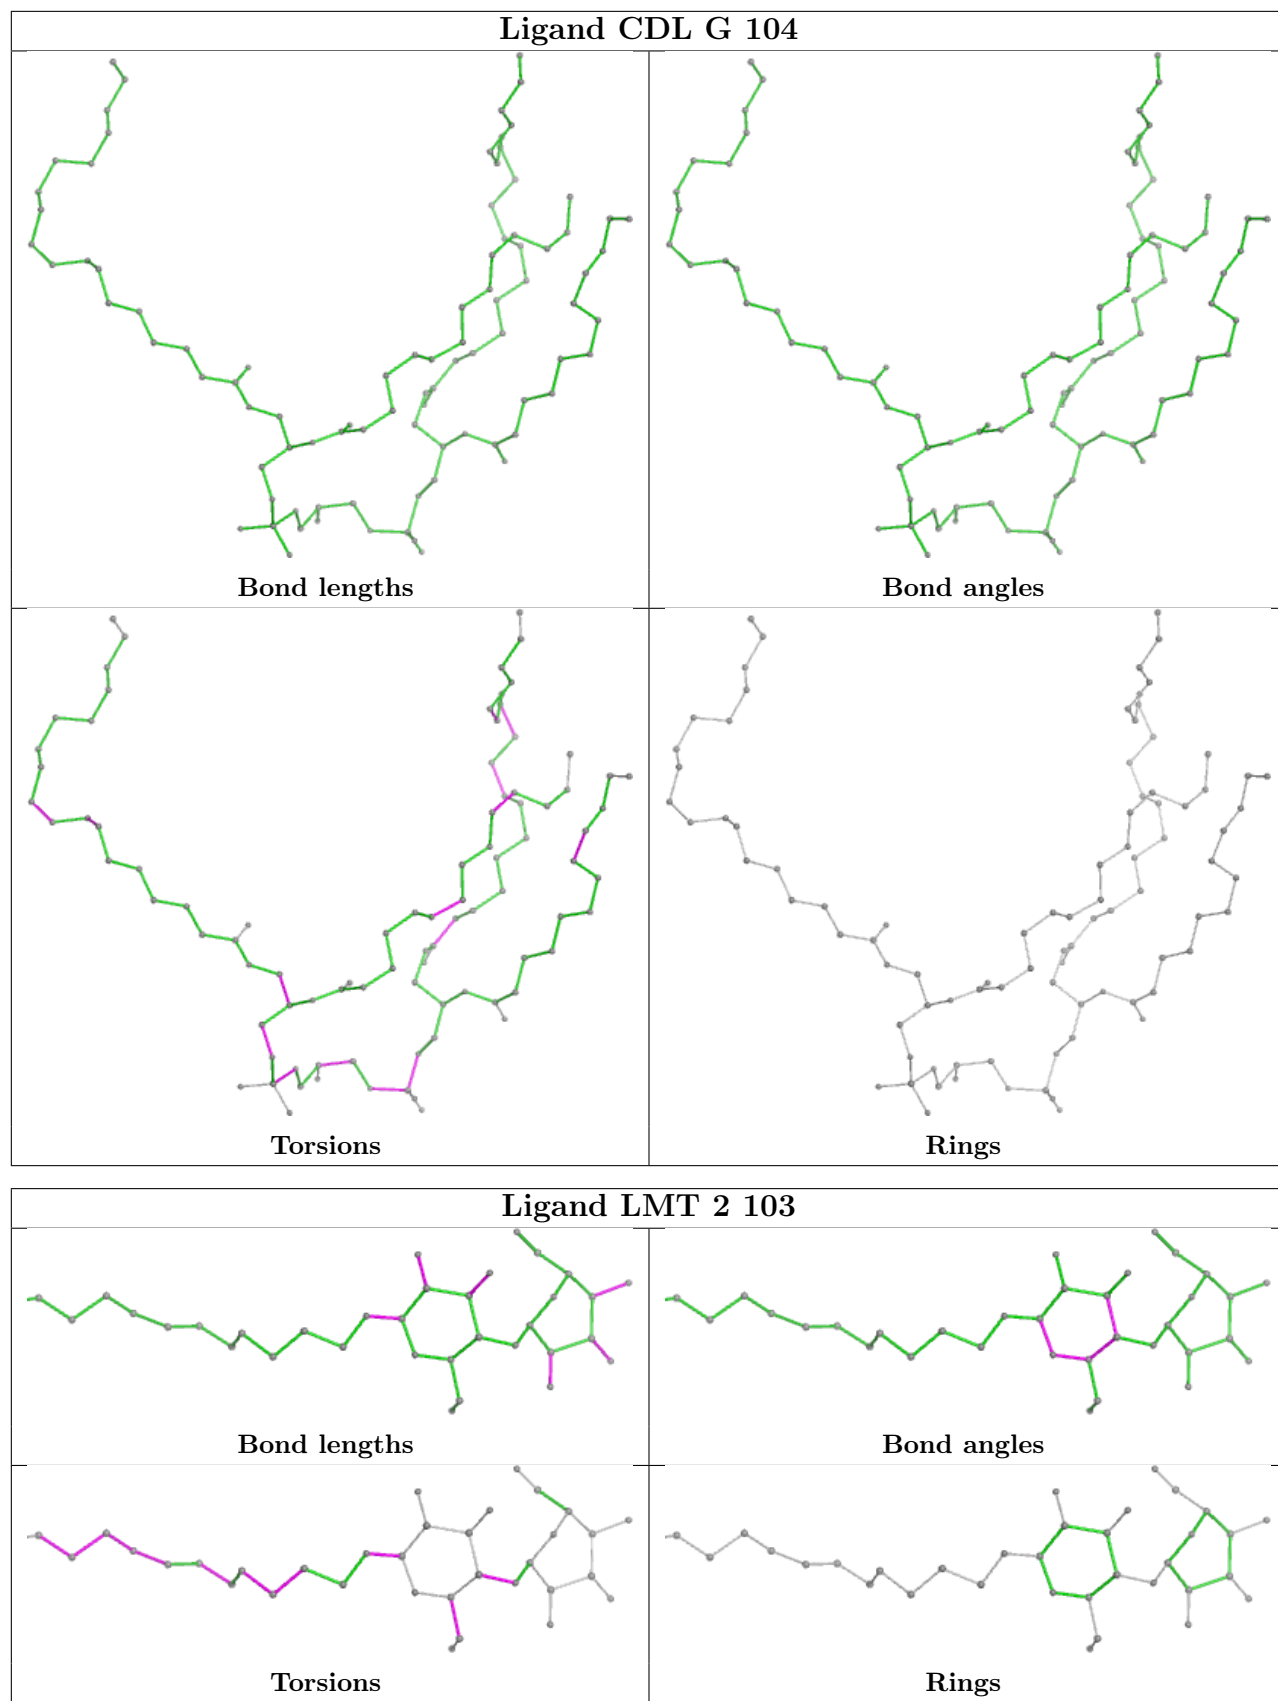 Ligand CDL G 104
Bond lengths
Bond angles
Torsions
Rings
Ligand LMT 2 103
Bond lengths
Bond angles
Torsions
Rings